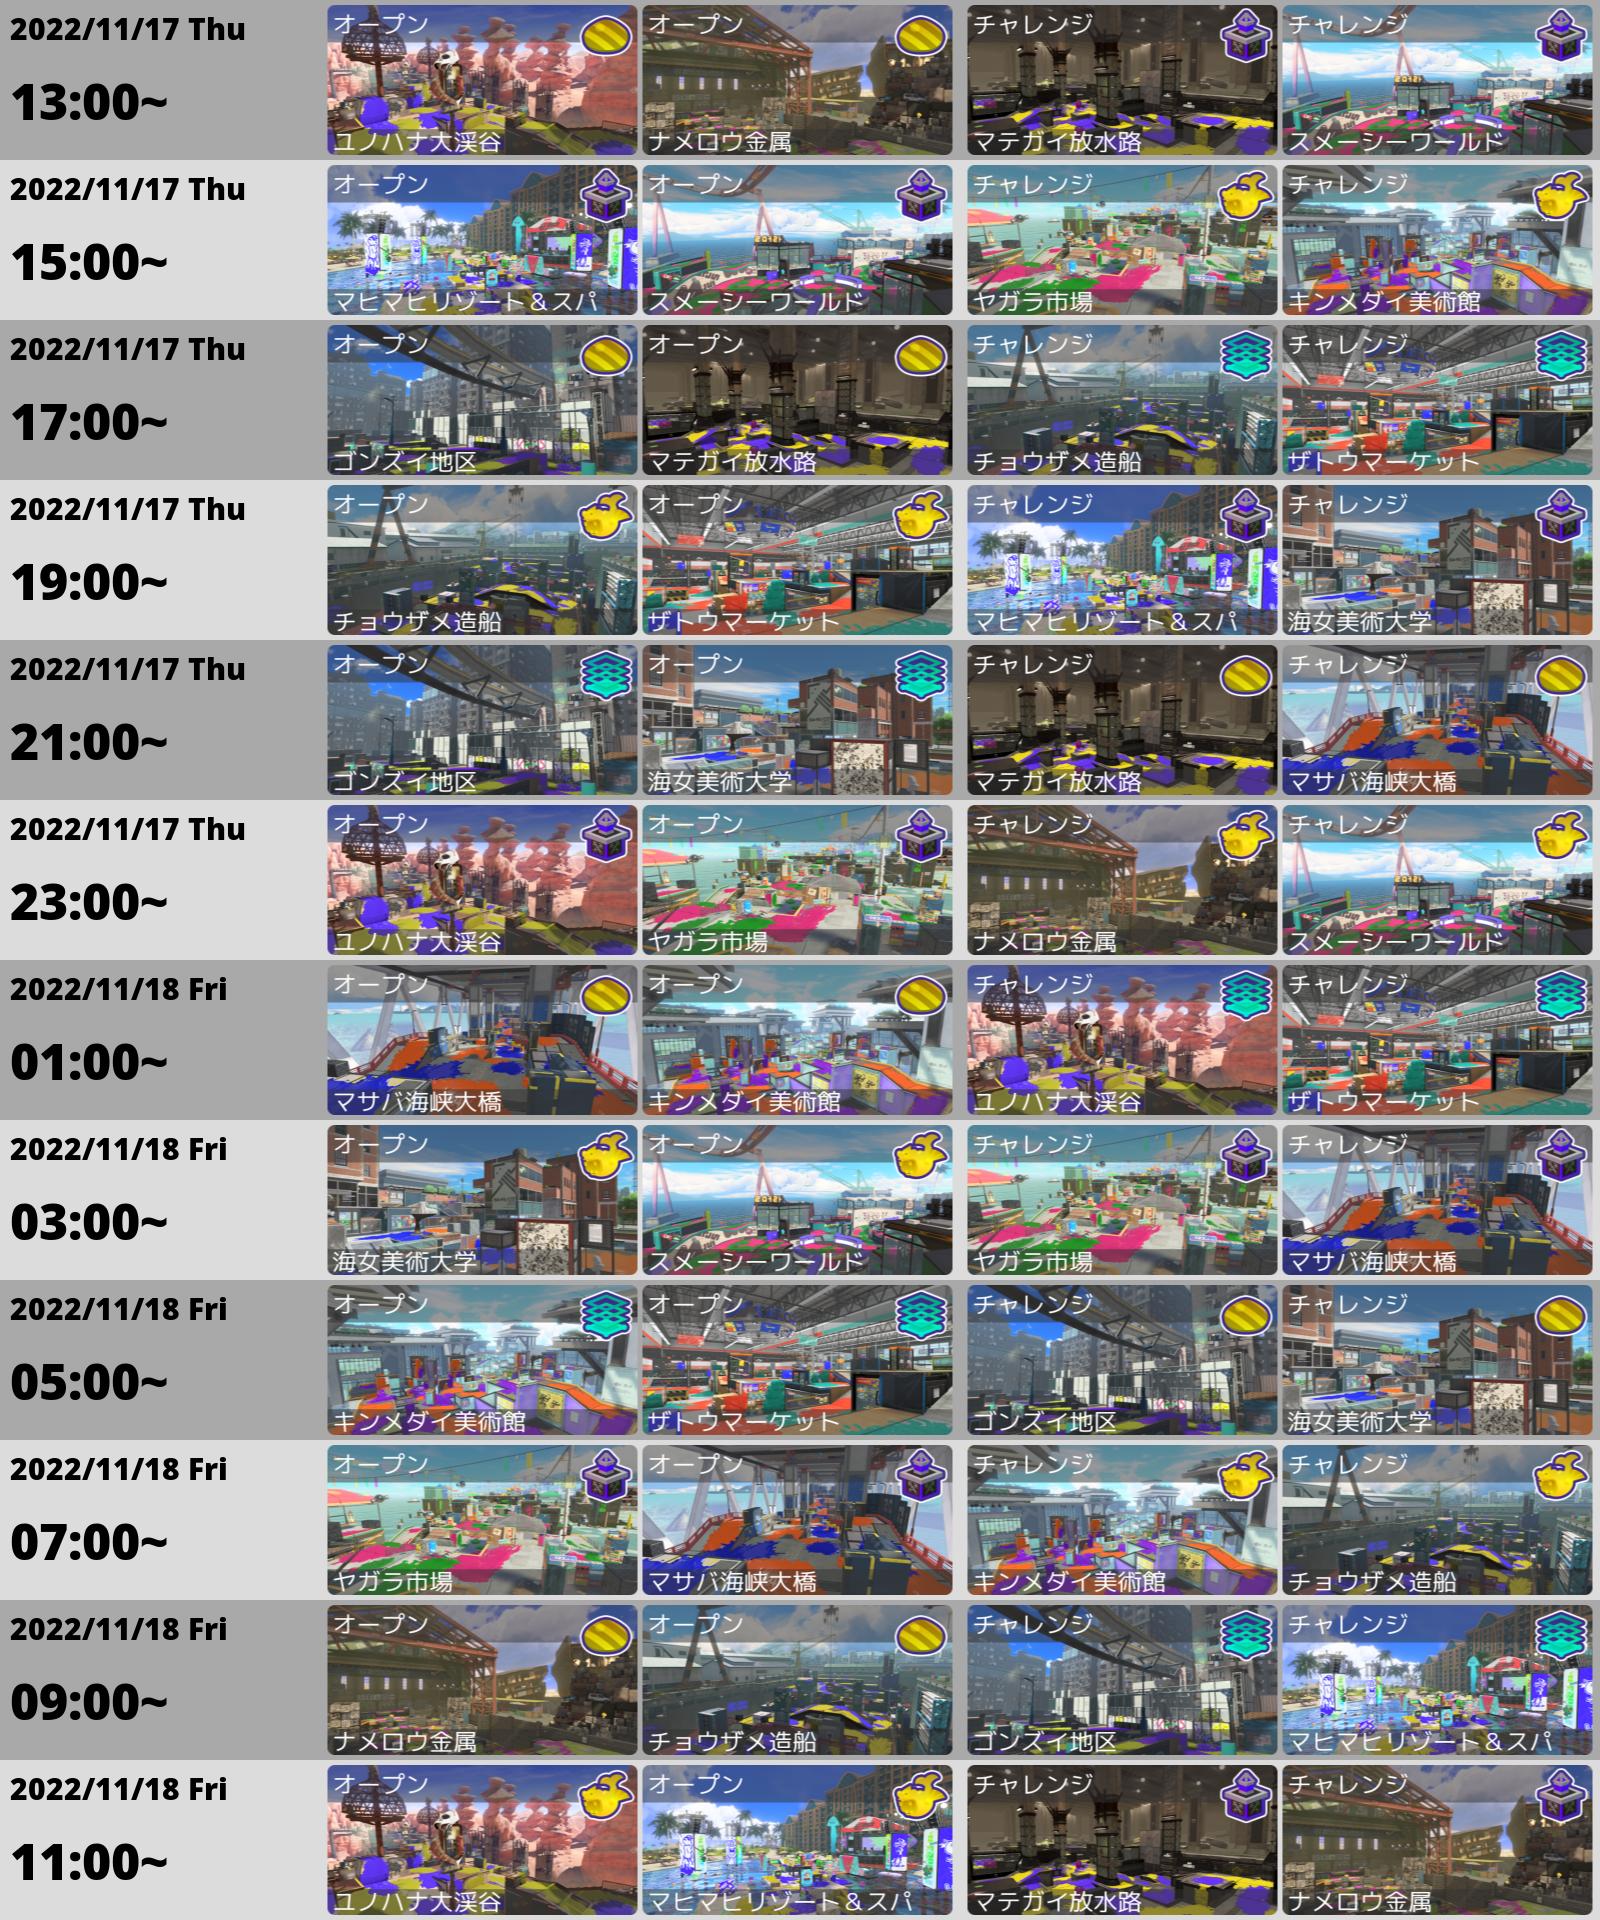 2022/11/17 Thu
13:00~
オープン
ユノハナ大渓谷
オープン
ナメロウ金属
チャレンジ
マテガイ放水路
チャレンジ
スメーシーワールド
2022/11/17 Thu
15:00~
オープン
マヒマヒリゾート＆スパ
オープン
スメーシーワールド
チャレンジ
ヤガラ市場
チャレンジ
キンメダイ美術館
2022/11/17 Thu
17:00~
オープン
ゴンズイ地区
オープン
マテガイ放水路
チャレンジ
チョウザメ造船
チャレンジ
ザトウマーケット
2022/11/17 Thu
19:00~
オープン
チョウザメ造船
オープン
ザトウマーケット
チャレンジ
マヒマヒリゾート＆スパ
チャレンジ
海女美術大学
2022/11/17 Thu
21:00~
オープン
ゴンズイ地区
オープン
海女美術大学
チャレンジ
マテガイ放水路
チャレンジ
マサバ海峡大橋
2022/11/17 Thu
23:00~
オープン
ユノハナ大渓谷
オープン
ヤガラ市場
チャレンジ
ナメロウ金属
チャレンジ
スメーシーワールド
2022/11/18 Fri
01:00~
オープン
マサバ海峡大橋
オープン
キンメダイ美術館
チャレンジ
ユノハナ大渓谷
チャレンジ
ザトウマーケット
2022/11/18 Fri
03:00~
オープン
海女美術大学
オープン
スメーシーワールド
チャレンジ
ヤガラ市場
チャレンジ
マサバ海峡大橋
2022/11/18 Fri
05:00~
オープン
キンメダイ美術館
オープン
ザトウマーケット
チャレンジ
ゴンズイ地区
チャレンジ
海女美術大学
2022/11/18 Fri
07:00~
オープン
ヤガラ市場
オープン
マサバ海峡大橋
チャレンジ
キンメダイ美術館
チャレンジ
チョウザメ造船
2022/11/18 Fri
09:00~
オープン
ナメロウ金属
オープン
チョウザメ造船
チャレンジ
ゴンズイ地区
チャレンジ
マヒマヒリゾート＆スパ
2022/11/18 Fri
11:00~
オープン
ユノハナ大渓谷
オープン
マヒマヒリゾート＆スパ
チャレンジ
マテガイ放水路
チャレンジ
ナメロウ金属